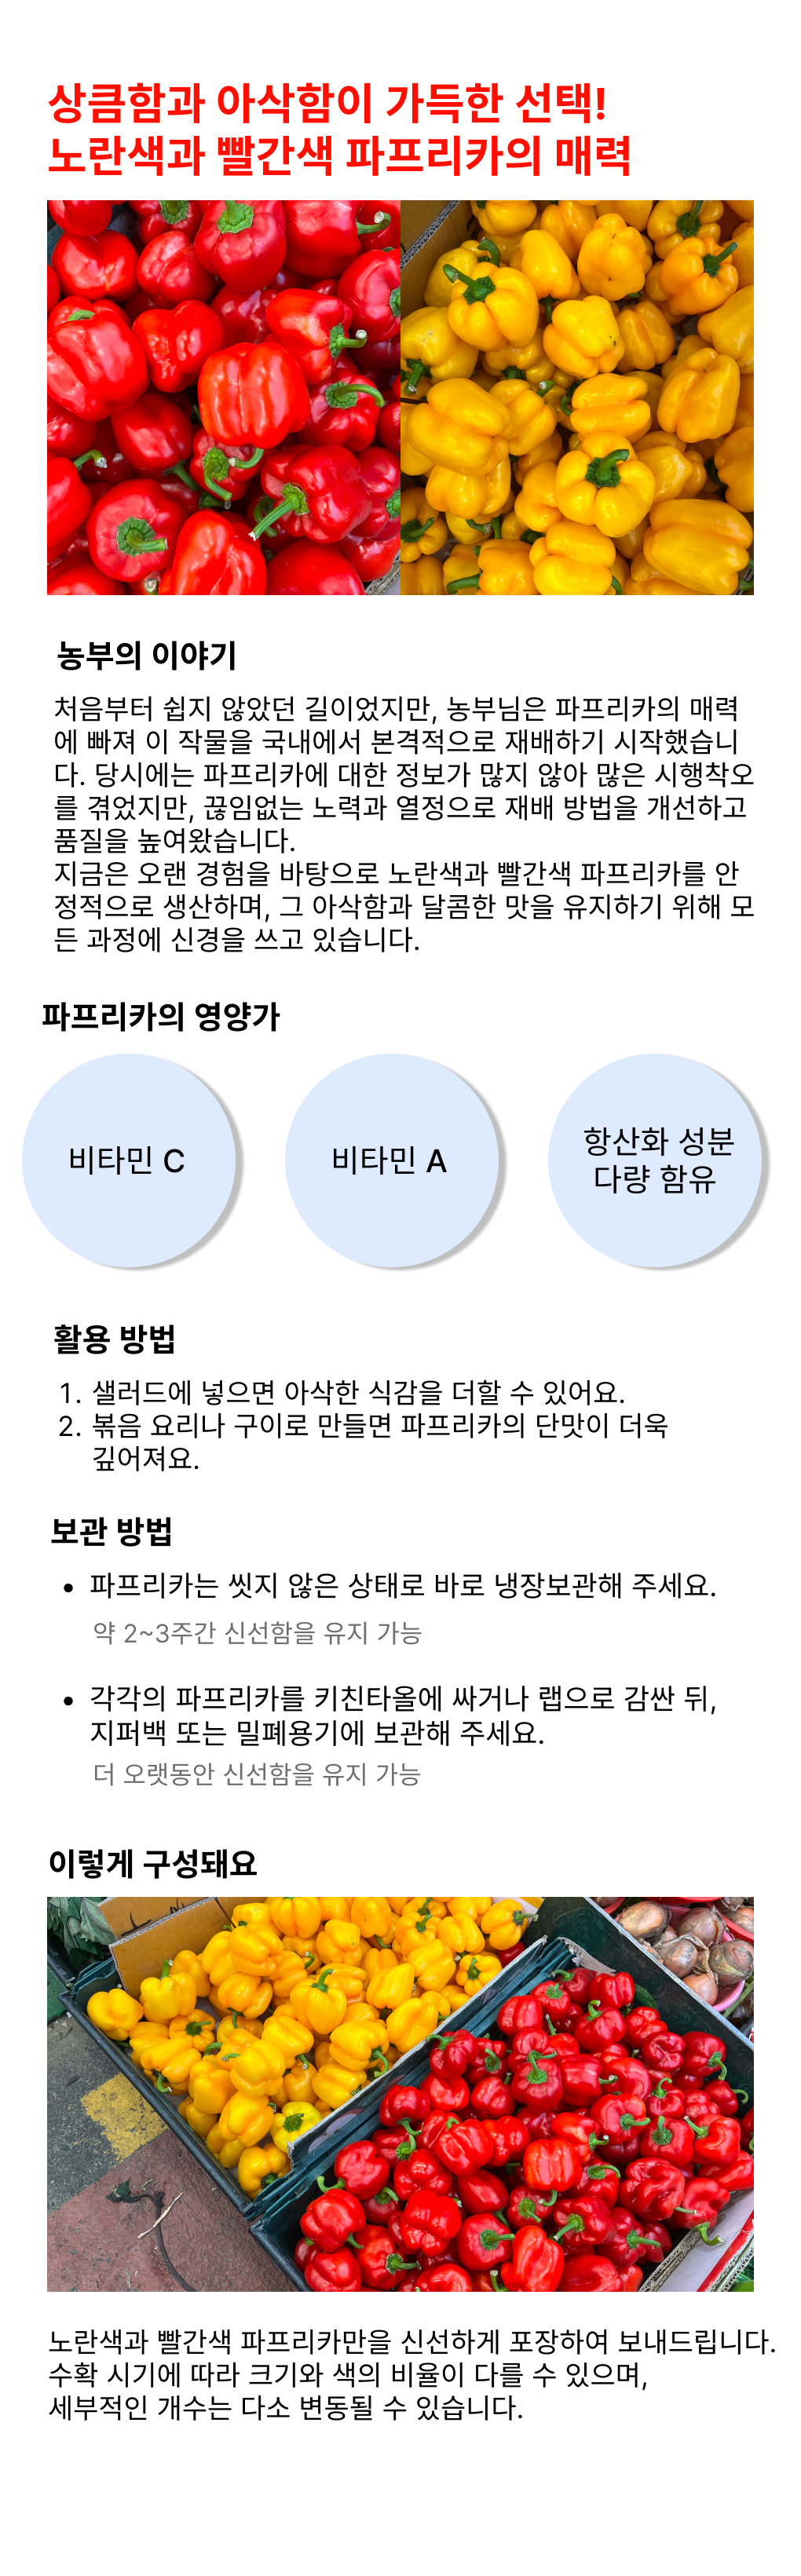 상큼함과 아삭함이 가득한 선택!
노란색과 빨간색 파프리카의 매력
농부의 이야기
처음부터 쉽지 않았던 길이었지만, 농부님은 파프리카의 매력
에 빠져 이 작물을 국내에서 본격적으로 재배하기 시작했습니
다. 당시에는 파프리카에 대한 정보가 많지 않아 많은 시행착오
를 겪었지만, 끊임없는 노력과 열정으로 재배 방법을 개선하고
품질을 높여왔습니다.
지금은 오랜 경험을 바탕으로 노란색과 빨간색 파프리카를 안
정적으로 생산하며, 그 아삭함과 달콤한 맛을 유지하기 위해 모
든 과정에 신경을 쓰고 있습니다.
파프리카의 영양가
비타민 C
비타민 A
항산화 성분
다량 함유
활용 방법
1. 샐러드에 넣으면 아삭한 식감을 더할 수 있어요.
2. 볶음 요리나 구이로 만들면 파프리카의 단맛이 더욱
깊어져요.
보관 방법
• 파프리카는 씻지 않은 상태로 바로 냉장보관해 주세요.
약 2~3주간 신선함을 유지 가능
• 각각의 파프리카를 키친타올에 싸거나 랩으로 감싼 뒤,
지퍼백 또는 밀폐용기에 보관해 주세요.
더 오랫동안 신선함을 유지 가능
이렇게 구성돼요
노란색과 빨간색 파프리카만을 신선하게 포장하여 보내드립니다.
수확 시기에 따라 크기와 색의 비율이 다를 수 있으며,
세부적인 개수는 다소 변동될 수 있습니다.